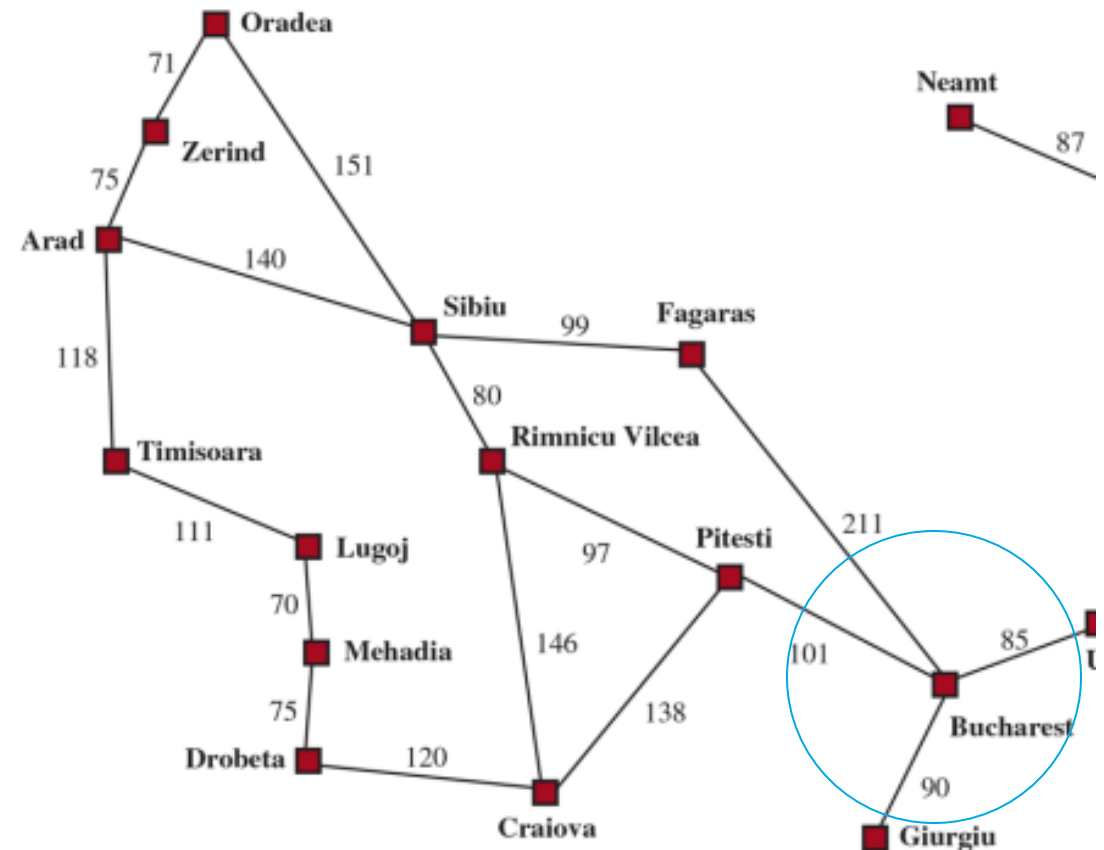 Oradea
71
Neamt
87
Zerind
151
75
Arad
140
Sibiu
Fagaras
99
118
80
Rimnicu Vilcea
Timisoara
211
111
Pitesti
Lugoj
97
70
146
101
85
Mehadia
75
138
Bucharest
Drobeta
120
90
Craiova
Giurgiu